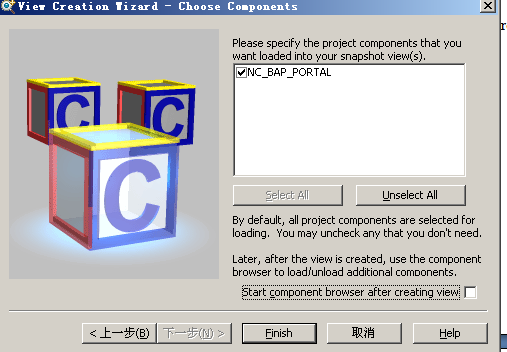 View Creation Wizard - Choose Components
Please specify the project components that you
want loaded into your snapshot view(s).
NC_BAP_PORTAL
Select All
Unselect All
By default, all project components are selected for
loading. You may uncheck any that you don't need.
Later, after the view is created, use the component
browser to load/unload additional components.
Start component browser after creating view
C
C
C
< 上一步(B)
下一步(N) >
Finish
取消
Help